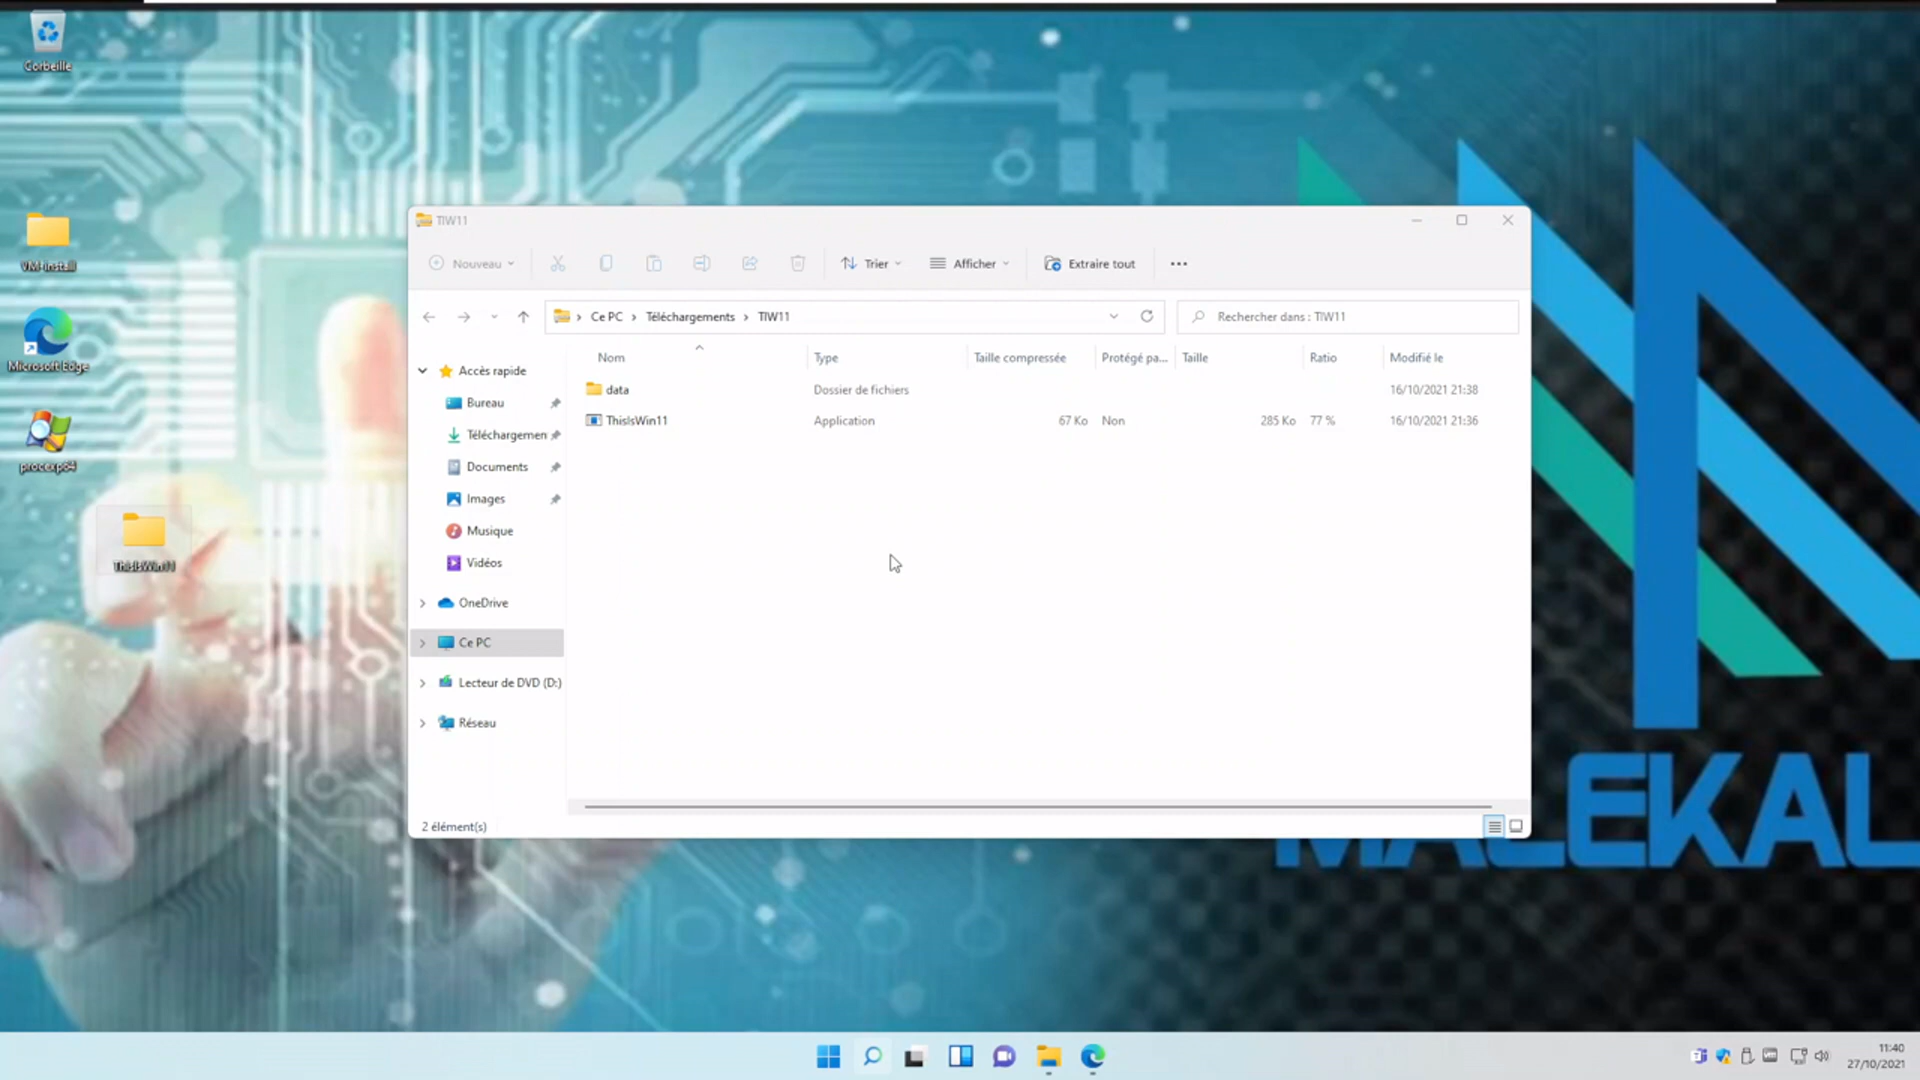 Corbeille
VM-install
Microsoft Edge
procexp64
ThisIsWin11
TIW11
Nouveau
Trier
Afficher
Extraire tout
Ce PC
Téléchargements
TIW11
Rechercher dans : TIW11
Nom
Type
Taille compressée
Protégé pa...
Taille
Ratio
Modifié le
data
Dossier de fichiers
16/10/2021 21:38
ThisIsWin11
Application
67 Ko
Non
285 Ko
77 %
16/10/2021 21:36
Accès rapide
Bureau
Téléchargemen
Documents
Images
Musique
Vidéos
OneDrive
Ce PC
Lecteur de DVD (D:)
Réseau
2 élément(s)
MALEKAL
11:40
27/10/2021